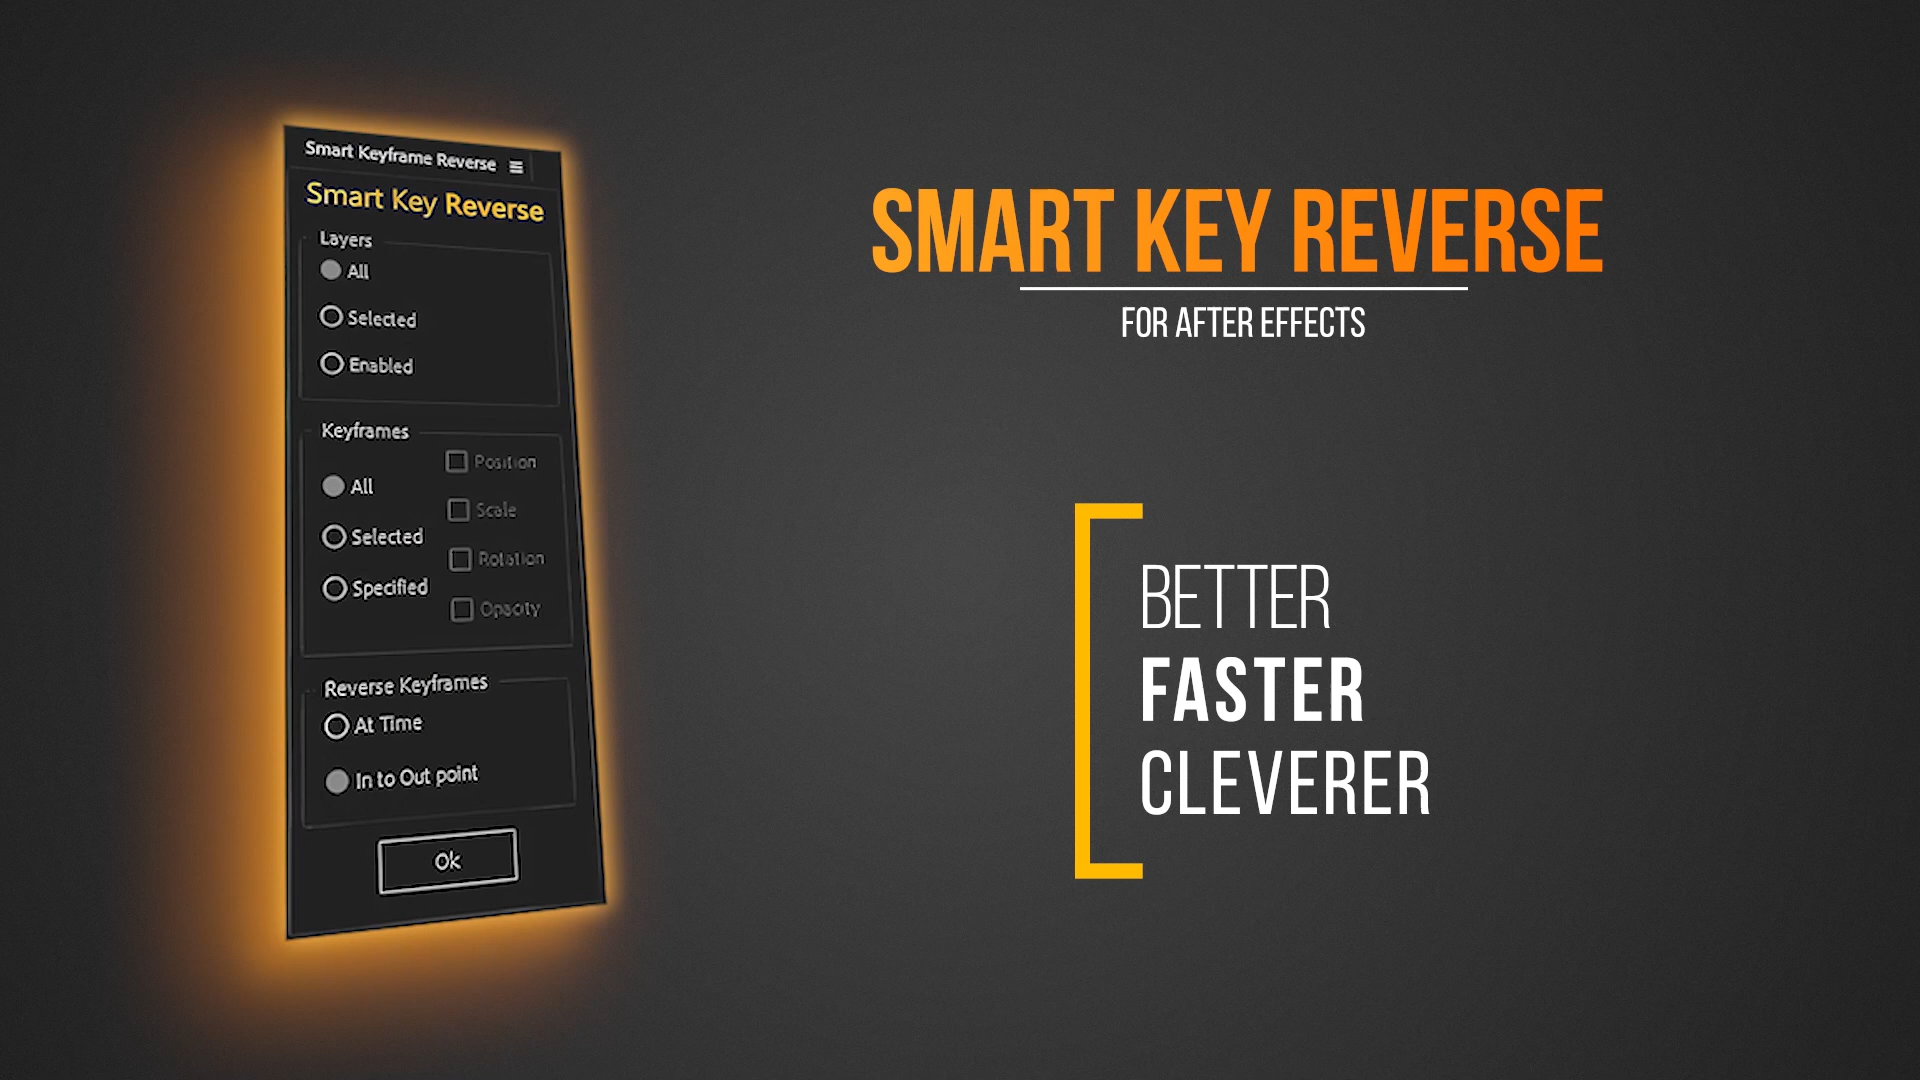 Smart Keyframe Reverse
Smart Key Reverse
Layers
All
Selected
Enabled
Keyframes
All
Selected
Specified
Position
Scale
Rotation
Opacity
Reverse Keyframes
At Time
In to Out point
Ok
SMART KEY REVERSE
FOR AFTER EFFECTS
BETTER
FASTER
CLEVERER